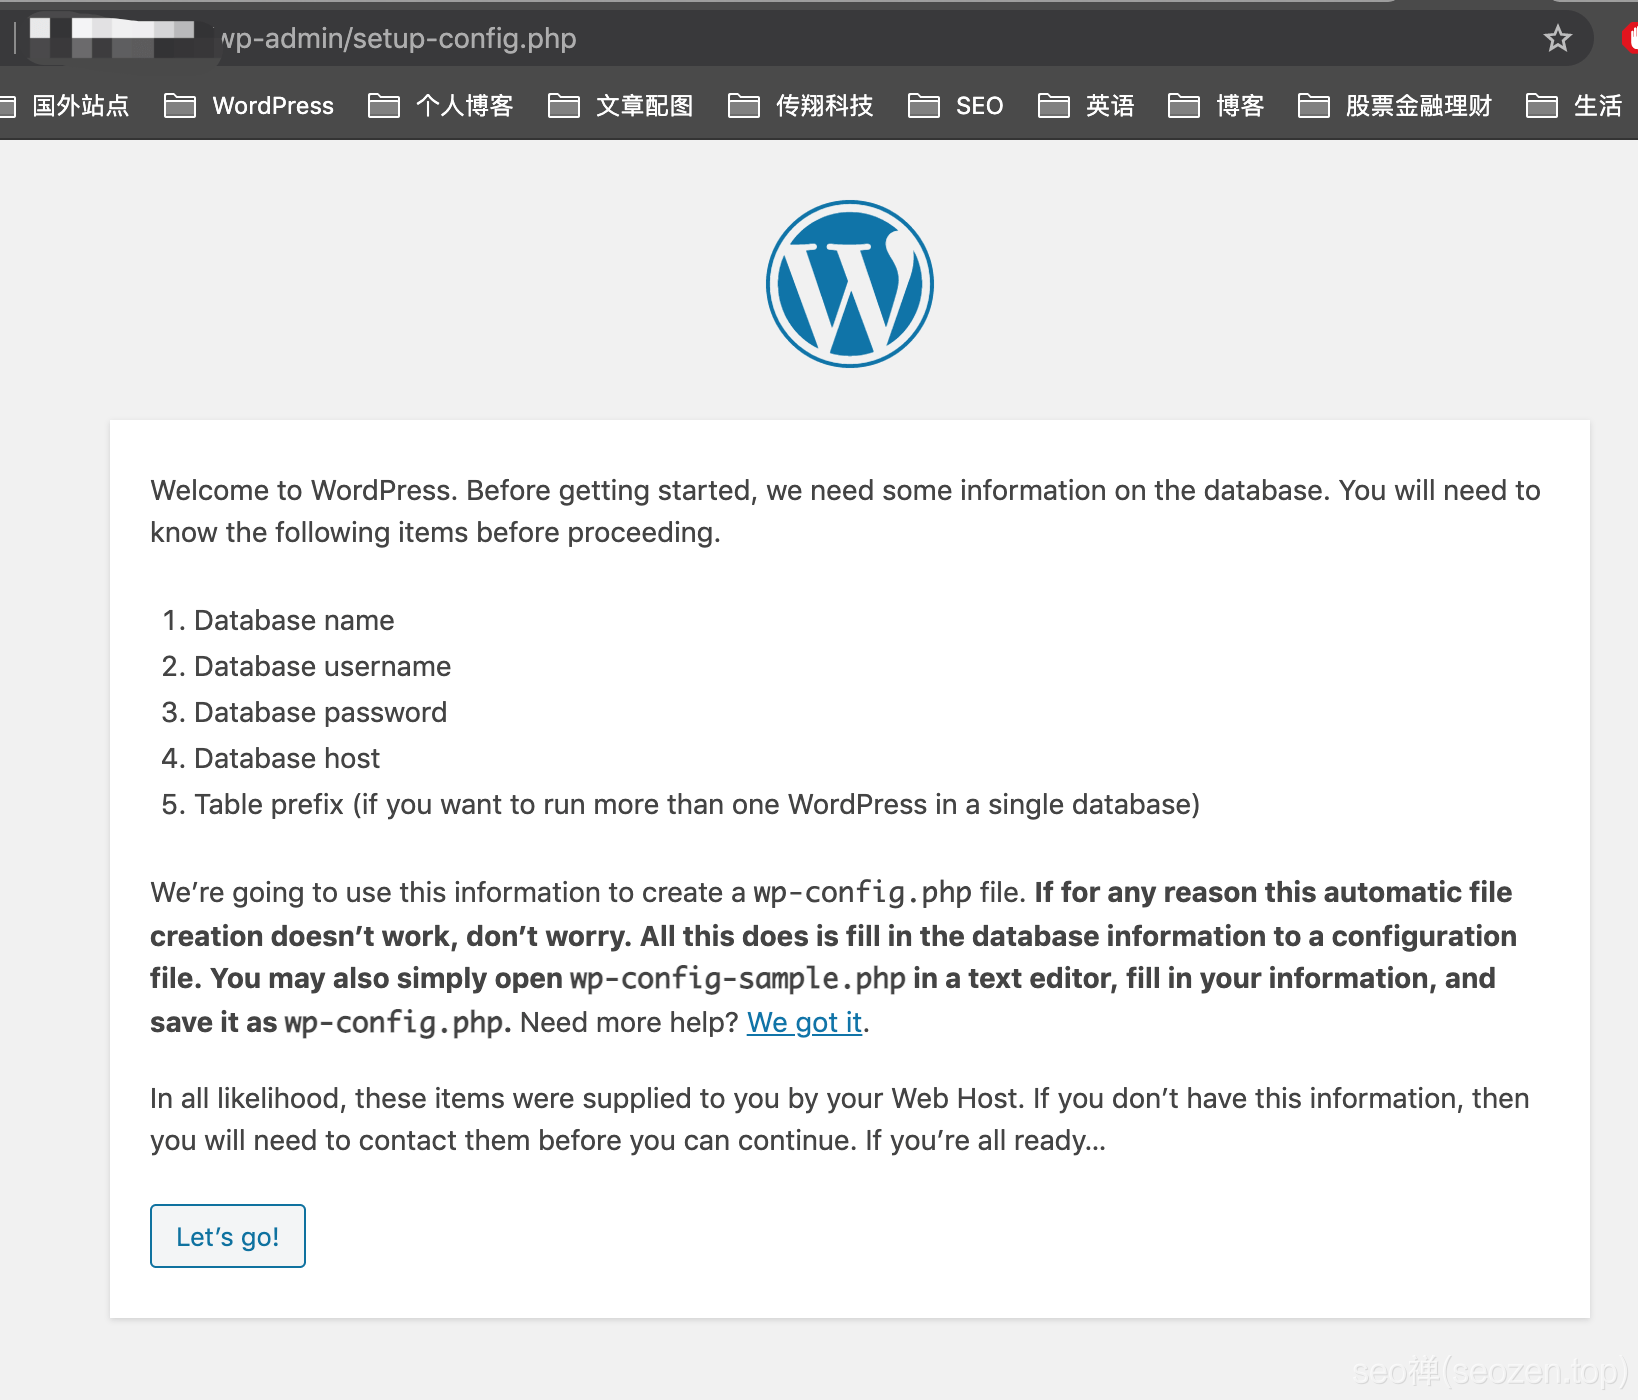 wp-admin/setup-config.php
国外站点 WordPress 个人博客 文章配图 传翔科技 SEO 英语 博客 股票金融理财 生活
Welcome to WordPress. Before getting started, we need some information on the database. You will need to
know the following items before proceeding.
1. Database name
2. Database username
3. Database password
4. Database host
5. Table prefix (if you want to run more than one WordPress in a single database)
We’re going to use this information to create a wp-config.php file. If for any reason this automatic file
creation doesn’t work, don’t worry. All this does is fill in the database information to a configuration
file. You may also simply open wp-config-sample.php in a text editor, fill in your information, and
save it as wp-config.php. Need more help? We got it.
In all likelihood, these items were supplied to you by your Web Host. If you don’t have this information, then
you will need to contact them before you can continue. If you’re all ready…
Let’s go!
seo禅(seozen.top)